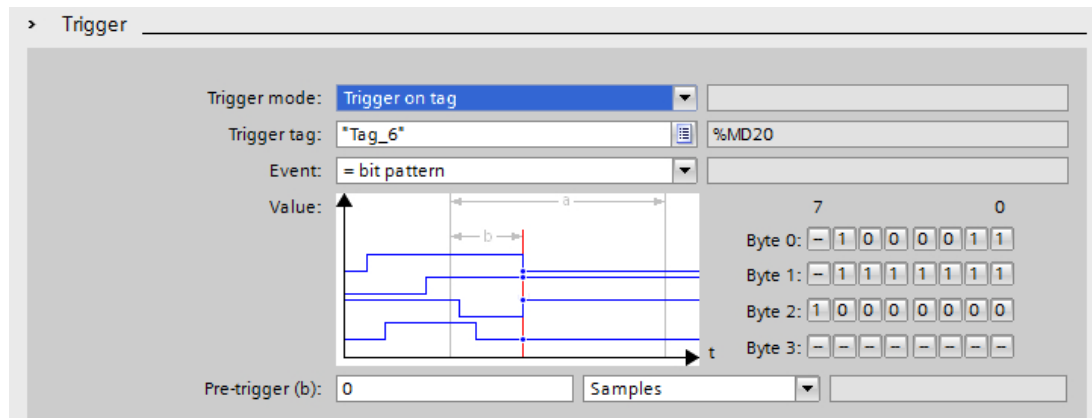 > Trigger
Trigger mode: Trigger on tag
Trigger tag: "Tag_6" %MD20
Event: = bit pattern
Value: a 7 0
b Byte 0: – 1 0 0 0 0 1 1
Byte 1: – 1 1 1 1 1 1 1
Byte 2: 1 0 0 0 0 0 0 0
t Byte 3: – – – – – – – –
Pre-trigger (b): 0 Samples